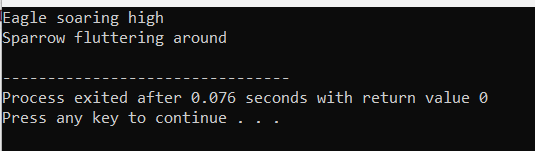 Eagle soaring high
Sparrow fluttering around
--------------------------------
Process exited after 0.076 seconds with return value 0
Press any key to continue . . .